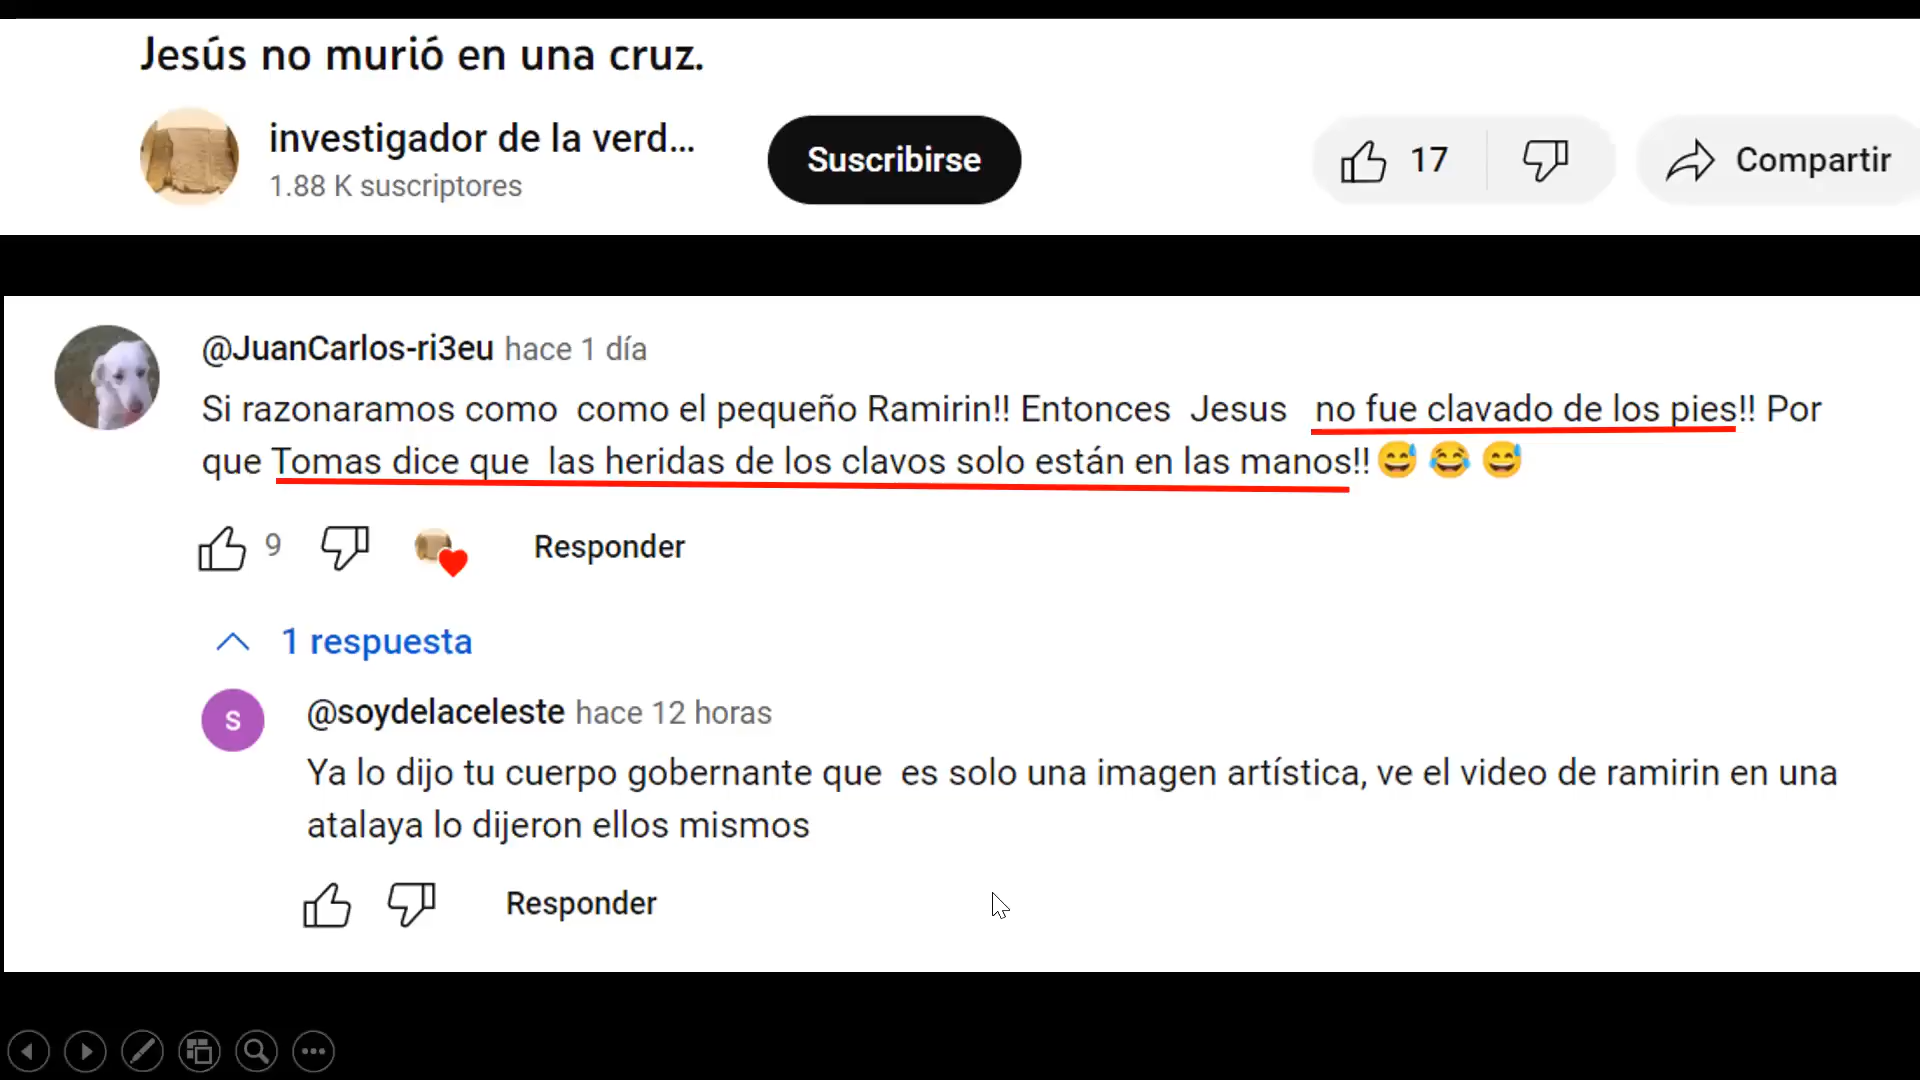 Jesús no murió en una cruz.
investigador de la verd...
1.88 K suscriptores
Suscribirse
17
Compartir
@JuanCarlos-ri3eu hace 1 día
Si razonaramos como  como el pequeño Ramirin!! Entonces  Jesus   no fue clavado de los pies!! Por
que Tomas dice que  las heridas de los clavos solo están en las manos!!😅😂😅
9
Responder
1 respuesta
S
@soydelaceleste hace 12 horas
Ya lo dijo tu cuerpo gobernante que  es solo una imagen artística, ve el video de ramirin en una
atalaya lo dijeron ellos mismos
Responder